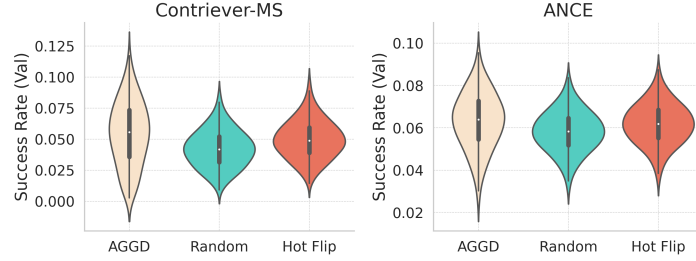 Contriever-MS
Success Rate (Val)
0.125
0.100
0.075
0.050
0.025
0.000
AGGD
Random
Hot Flip
ANCE
Success Rate (Val)
0.10
0.08
0.06
0.04
0.02
AGGD
Random
Hot Flip